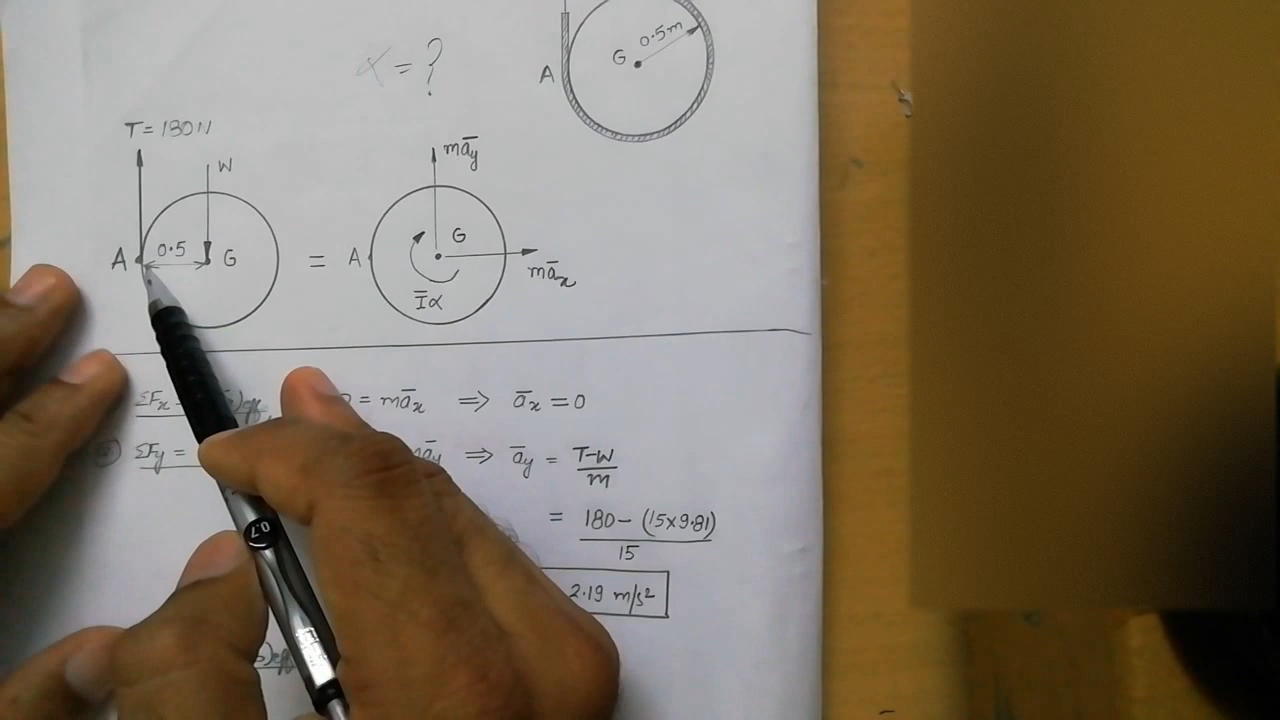 0.5m
G
A
α = ?
T = 180N
W
A
0.5
G
=
māy
A
G
māx
Īα
ΣFx
= māx ⇒ āx = 0
ΣFy =
māy ⇒ āy = T-W
m
= 180 - (15×9.81)
15
2.19 m/s²
0.7